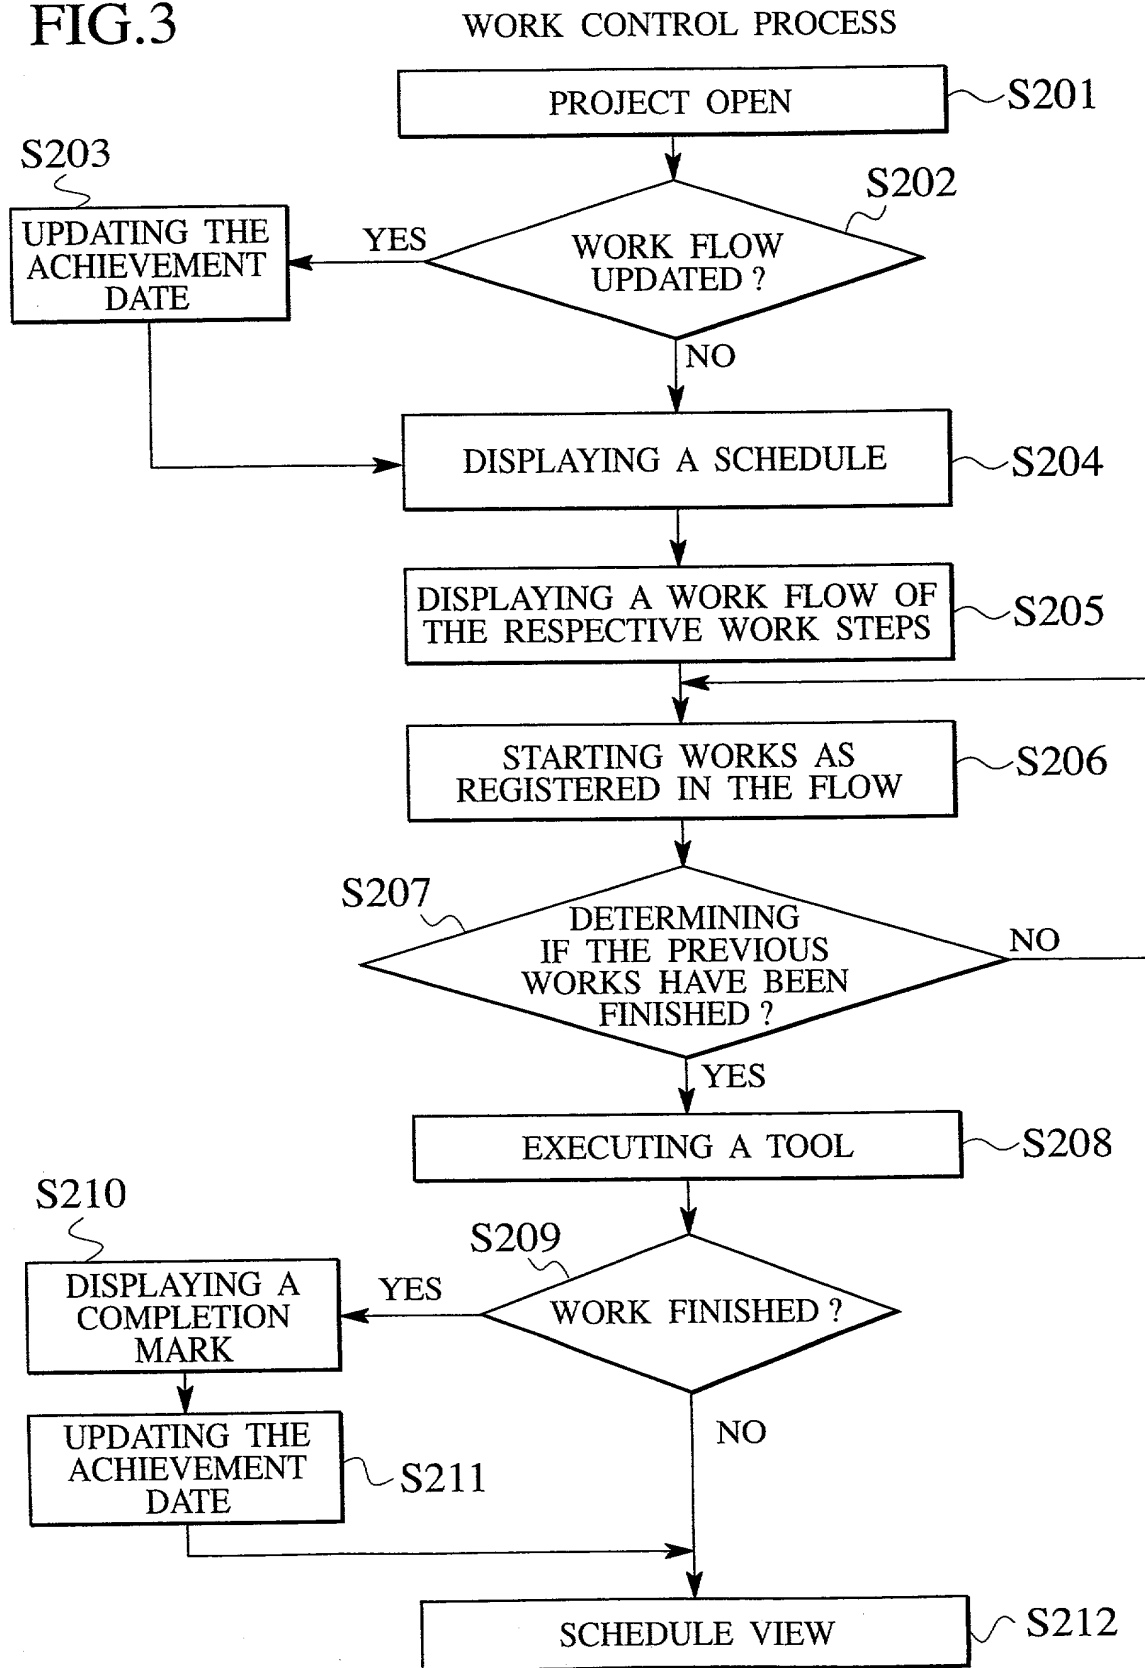 FIG.3
WORK CONTROL PROCESS
PROJECT OPEN
S201
S203
S202
UPDATING THE
ACHIEVEMENT
DATE
YES
WORK FLOW
UPDATED ?
NO
DISPLAYING A SCHEDULE
S204
DISPLAYING A WORK FLOW OF
THE RESPECTIVE WORK STEPS
S205
STARTING WORKS AS
REGISTERED IN THE FLOW
S206
S207
DETERMINING
IF THE PREVIOUS
WORKS HAVE BEEN
FINISHED ?
NO
YES
EXECUTING A TOOL
S208
S210
S209
DISPLAYING A
COMPLETION
MARK
YES
WORK FINISHED ?
NO
UPDATING THE
ACHIEVEMENT
DATE
S211
SCHEDULE VIEW
S212